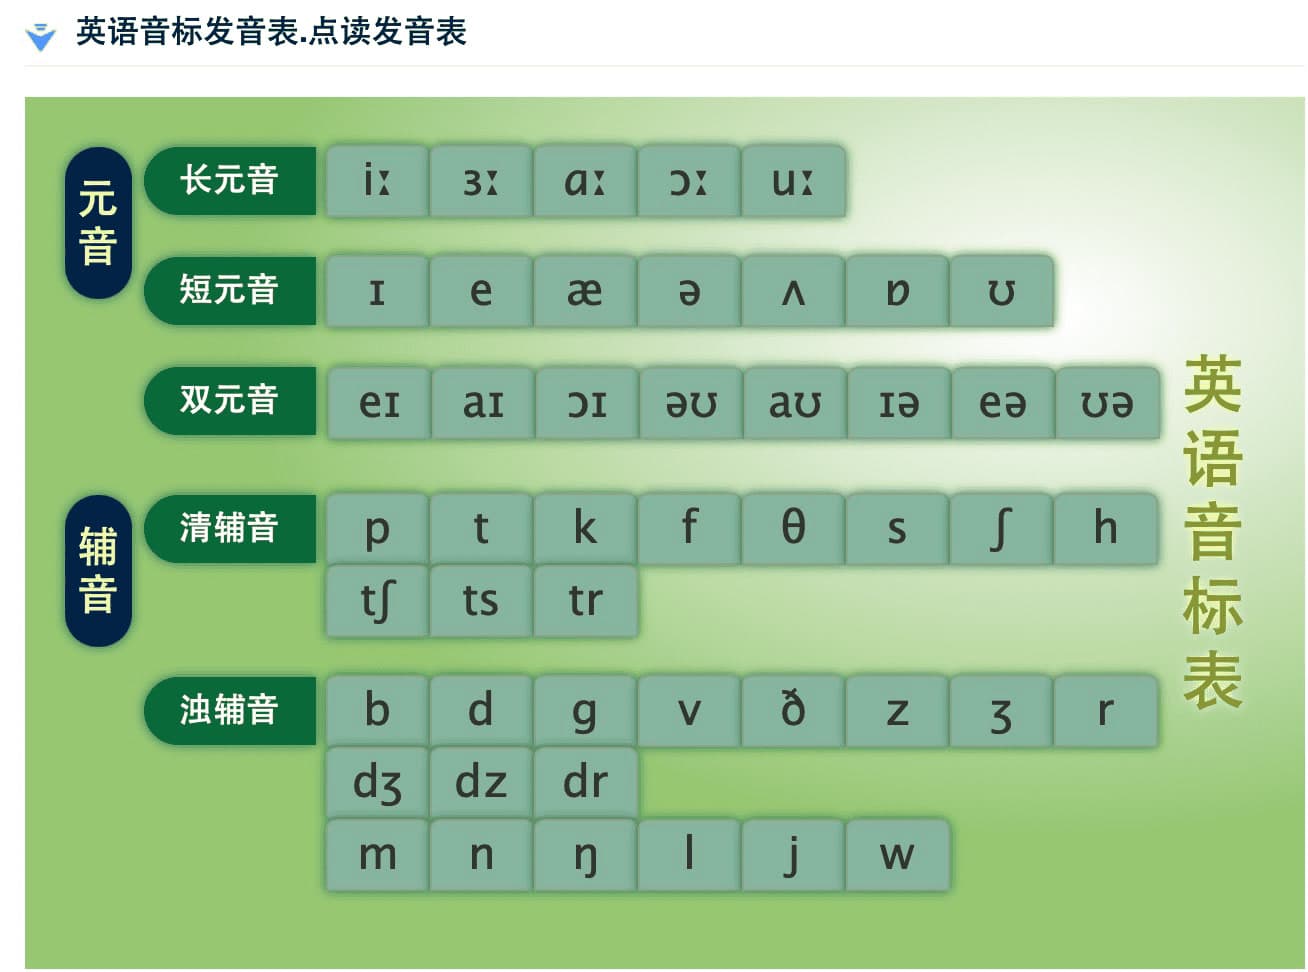 英语音标发音表.点读发音表
元音
长元音 iː ɜː ɑː ɔː uː
短元音 ɪ e æ ə ʌ ɒ ʊ
双元音 eɪ aɪ ɔɪ əʊ aʊ ɪə eə ʊə
辅音
清辅音 p t k f θ s ʃ h
tʃ ts tr
浊辅音 b d g v ð z ʒ r
dʒ dz dr
m n ŋ l j w
英语音标表